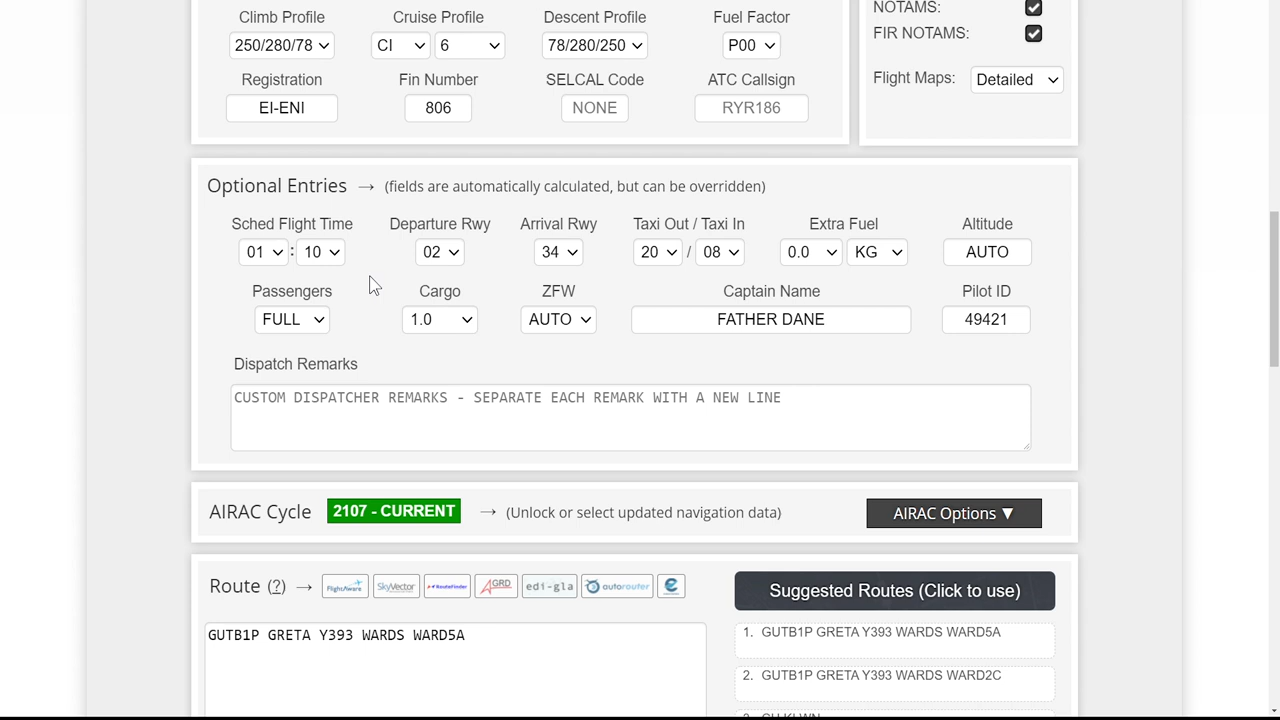 Climb Profile Cruise Profile Descent Profile Fuel Factor
250/280/78 CI 6 78/280/250 P00
Registration Fin Number SELCAL Code ATC Callsign
EI-ENI 806 NONE RYR186
NOTAMS:
FIR NOTAMS:
Flight Maps: Detailed
Optional Entries → (fields are automatically calculated, but can be overridden)
Sched Flight Time Departure Rwy Arrival Rwy Taxi Out / Taxi In Extra Fuel Altitude
01 : 10 02 34 20 / 08 0.0 KG AUTO
Passengers Cargo ZFW Captain Name Pilot ID
FULL 1.0 AUTO FATHER DANE 49421
Dispatch Remarks
CUSTOM DISPATCHER REMARKS - SEPARATE EACH REMARK WITH A NEW LINE
AIRAC Cycle 2107 - CURRENT → (Unlock or select updated navigation data) AIRAC Options ▼
Route (?) → FlightAware SkyVector RouteFinder GRD edi-gla autorouter
GUTB1P GRETA Y393 WARDS WARD5A
Suggested Routes (Click to use)
1. GUTB1P GRETA Y393 WARDS WARD5A
2. GUTB1P GRETA Y393 WARDS WARD2C